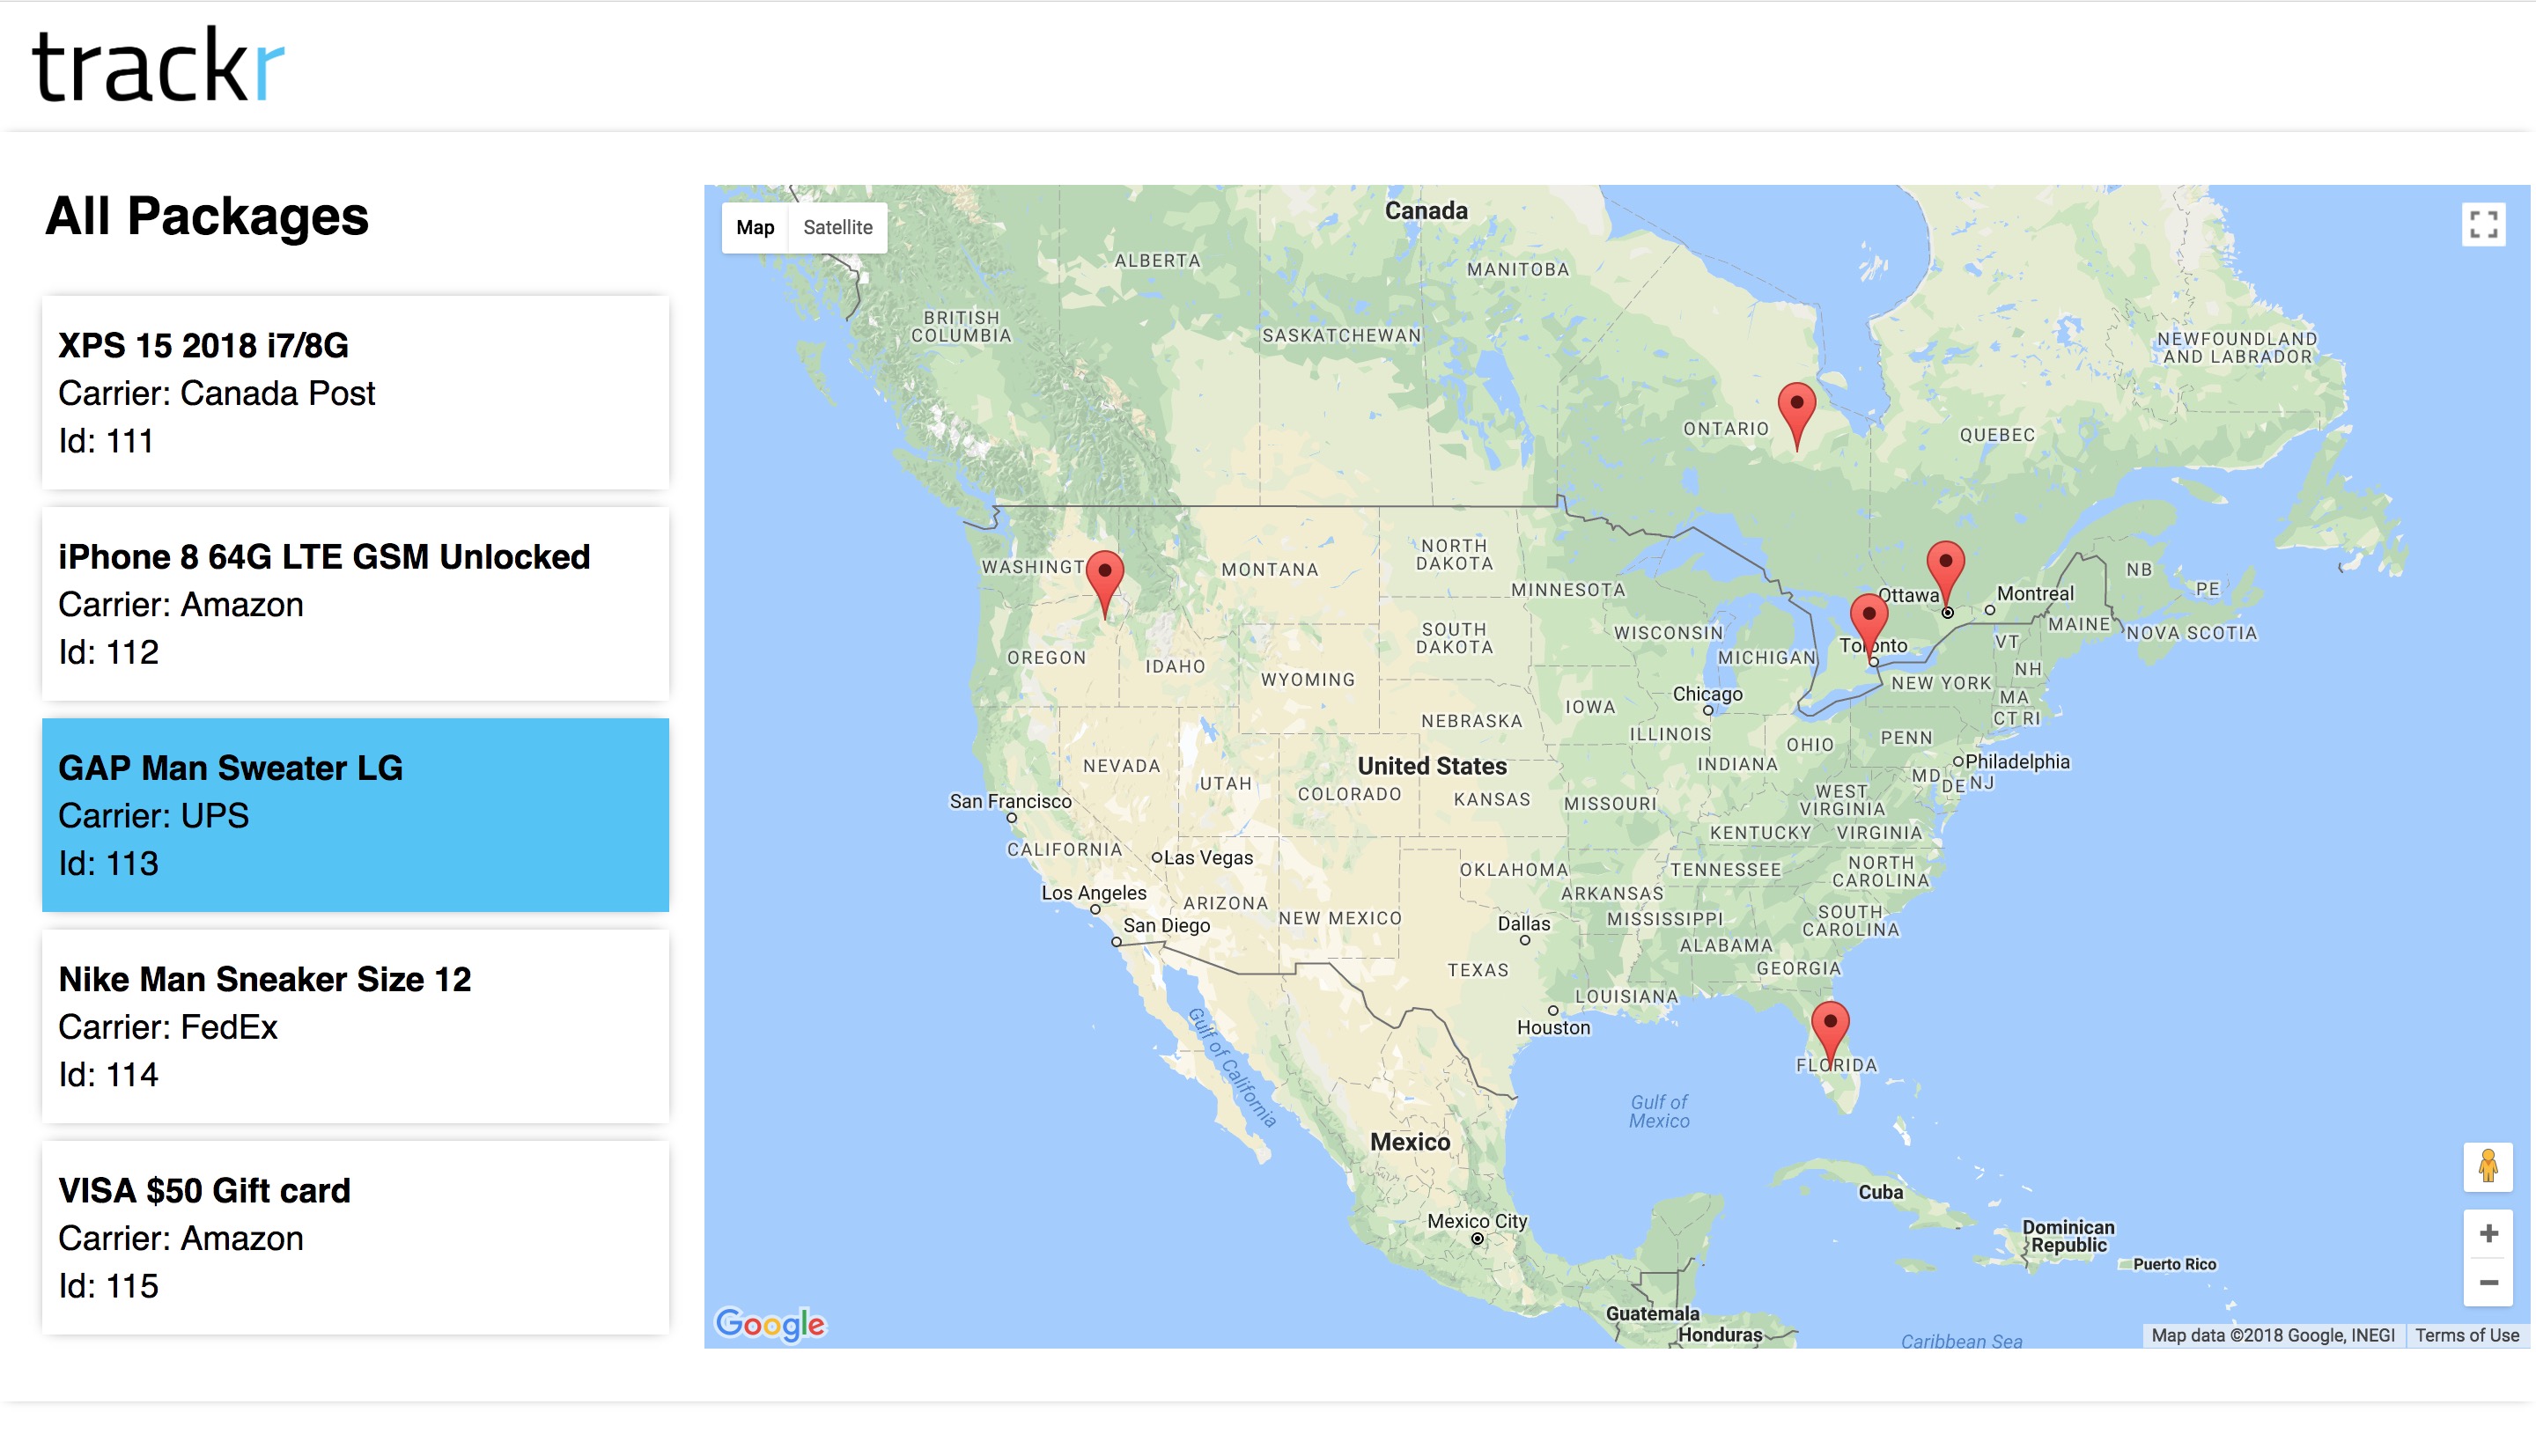 trackr
All Packages
XPS 15 2018 i7/8G
Carrier: Canada Post
Id: 111
iPhone 8 64G LTE GSM Unlocked
Carrier: Amazon
Id: 112
GAP Man Sweater LG
Carrier: UPS
Id: 113
Nike Man Sneaker Size 12
Carrier: FedEx
Id: 114
VISA $50 Gift card
Carrier: Amazon
Id: 115
Map Satellite
Canada
ALBERTA
MANITOBA
BRITISH
COLUMBIA
SASKATCHEWAN
NEWFOUNDLAND
AND LABRADOR
ONTARIO
QUEBEC
WASHINGT
MONTANA
NORTH
DAKOTA
MINNESOTA
Ottawa
Montreal
NB
PE
MAINE
NOVA SCOTIA
OREGON
IDAHO
SOUTH
DAKOTA
WISCONSIN
MICHIGAN
Toronto
VT
NH
WYOMING
NEW YORK
MA
CT RI
Chicago
IOWA
NEBRASKA
ILLINOIS
INDIANA
OHIO
PENN
Philadelphia
MD
DE NJ
NEVADA
UTAH
United States
COLORADO
KANSAS
MISSOURI
WEST
VIRGINIA
San Francisco
KENTUCKY
VIRGINIA
CALIFORNIA
Las Vegas
OKLAHOMA
TENNESSEE
NORTH
CAROLINA
Los Angeles
ARIZONA
NEW MEXICO
ARKANSAS
MISSISSIPPI
SOUTH
CAROLINA
San Diego
Dallas
ALABAMA
TEXAS
GEORGIA
LOUISIANA
Houston
Gulf of California
FLORIDA
Gulf of
Mexico
Mexico
Mexico City
Cuba
Dominican
Republic
Puerto Rico
Guatemala
Honduras
Caribbean Sea
Google
Map data ©2018 Google, INEGI
Terms of Use